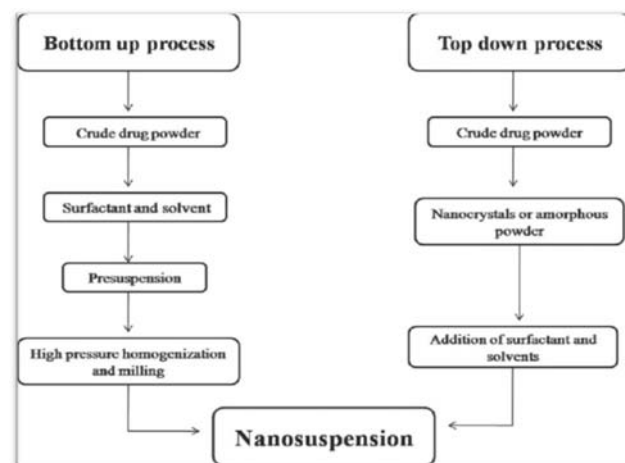 Bottom up process
Crude drug powder
Surfactant and solvent
Presuspension
High pressure homogenization
and milling
Top down process
Crude drug powder
Nanocrystals or amorphous
powder
Addition of surfactant and
solvents
Nanosuspension